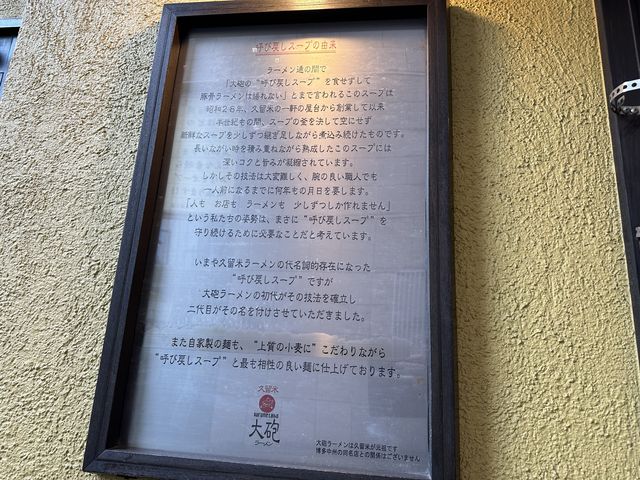 呼び戻しスープの由来
ラーメン通の間で
「大砲の“呼び戻しスープ”を食せずして
豚骨ラーメンは語れない」とまで言われるこのスープは
昭和28年、久留米の一軒の屋台から創業して以来
半世紀もの間、スープの釜を決して空にせず
新鮮なスープを少しずつ継ぎ足しながら煮込み続けたものです。
長いながい時を積み重ねながら熟成したこのスープには
深いコクと旨みが凝縮されています。
しかしその技法は大変難しく、腕の良い職人でも
一人前になるまでに何年もの月日を要します。
「人も お店も ラーメンも 少しずつしか作れません」
という私たちの姿勢は、まさに“呼び戻しスープ”を
守り続けるために必要なことだと考えています。
いまや久留米ラーメンの代名詞的存在になった
“呼び戻しスープ”ですが
大砲ラーメンの初代がその技法を確立し
二代目がその名を付けさせていただきました。
また自家製の麺も、“上質の小麦に”こだわりながら
“呼び戻しスープ”と最も相性の良い麺に仕上げております。
久留米
大砲
ラーメン
大砲ラーメンは久留米が元祖です
博多中州の同名店との関係はございません